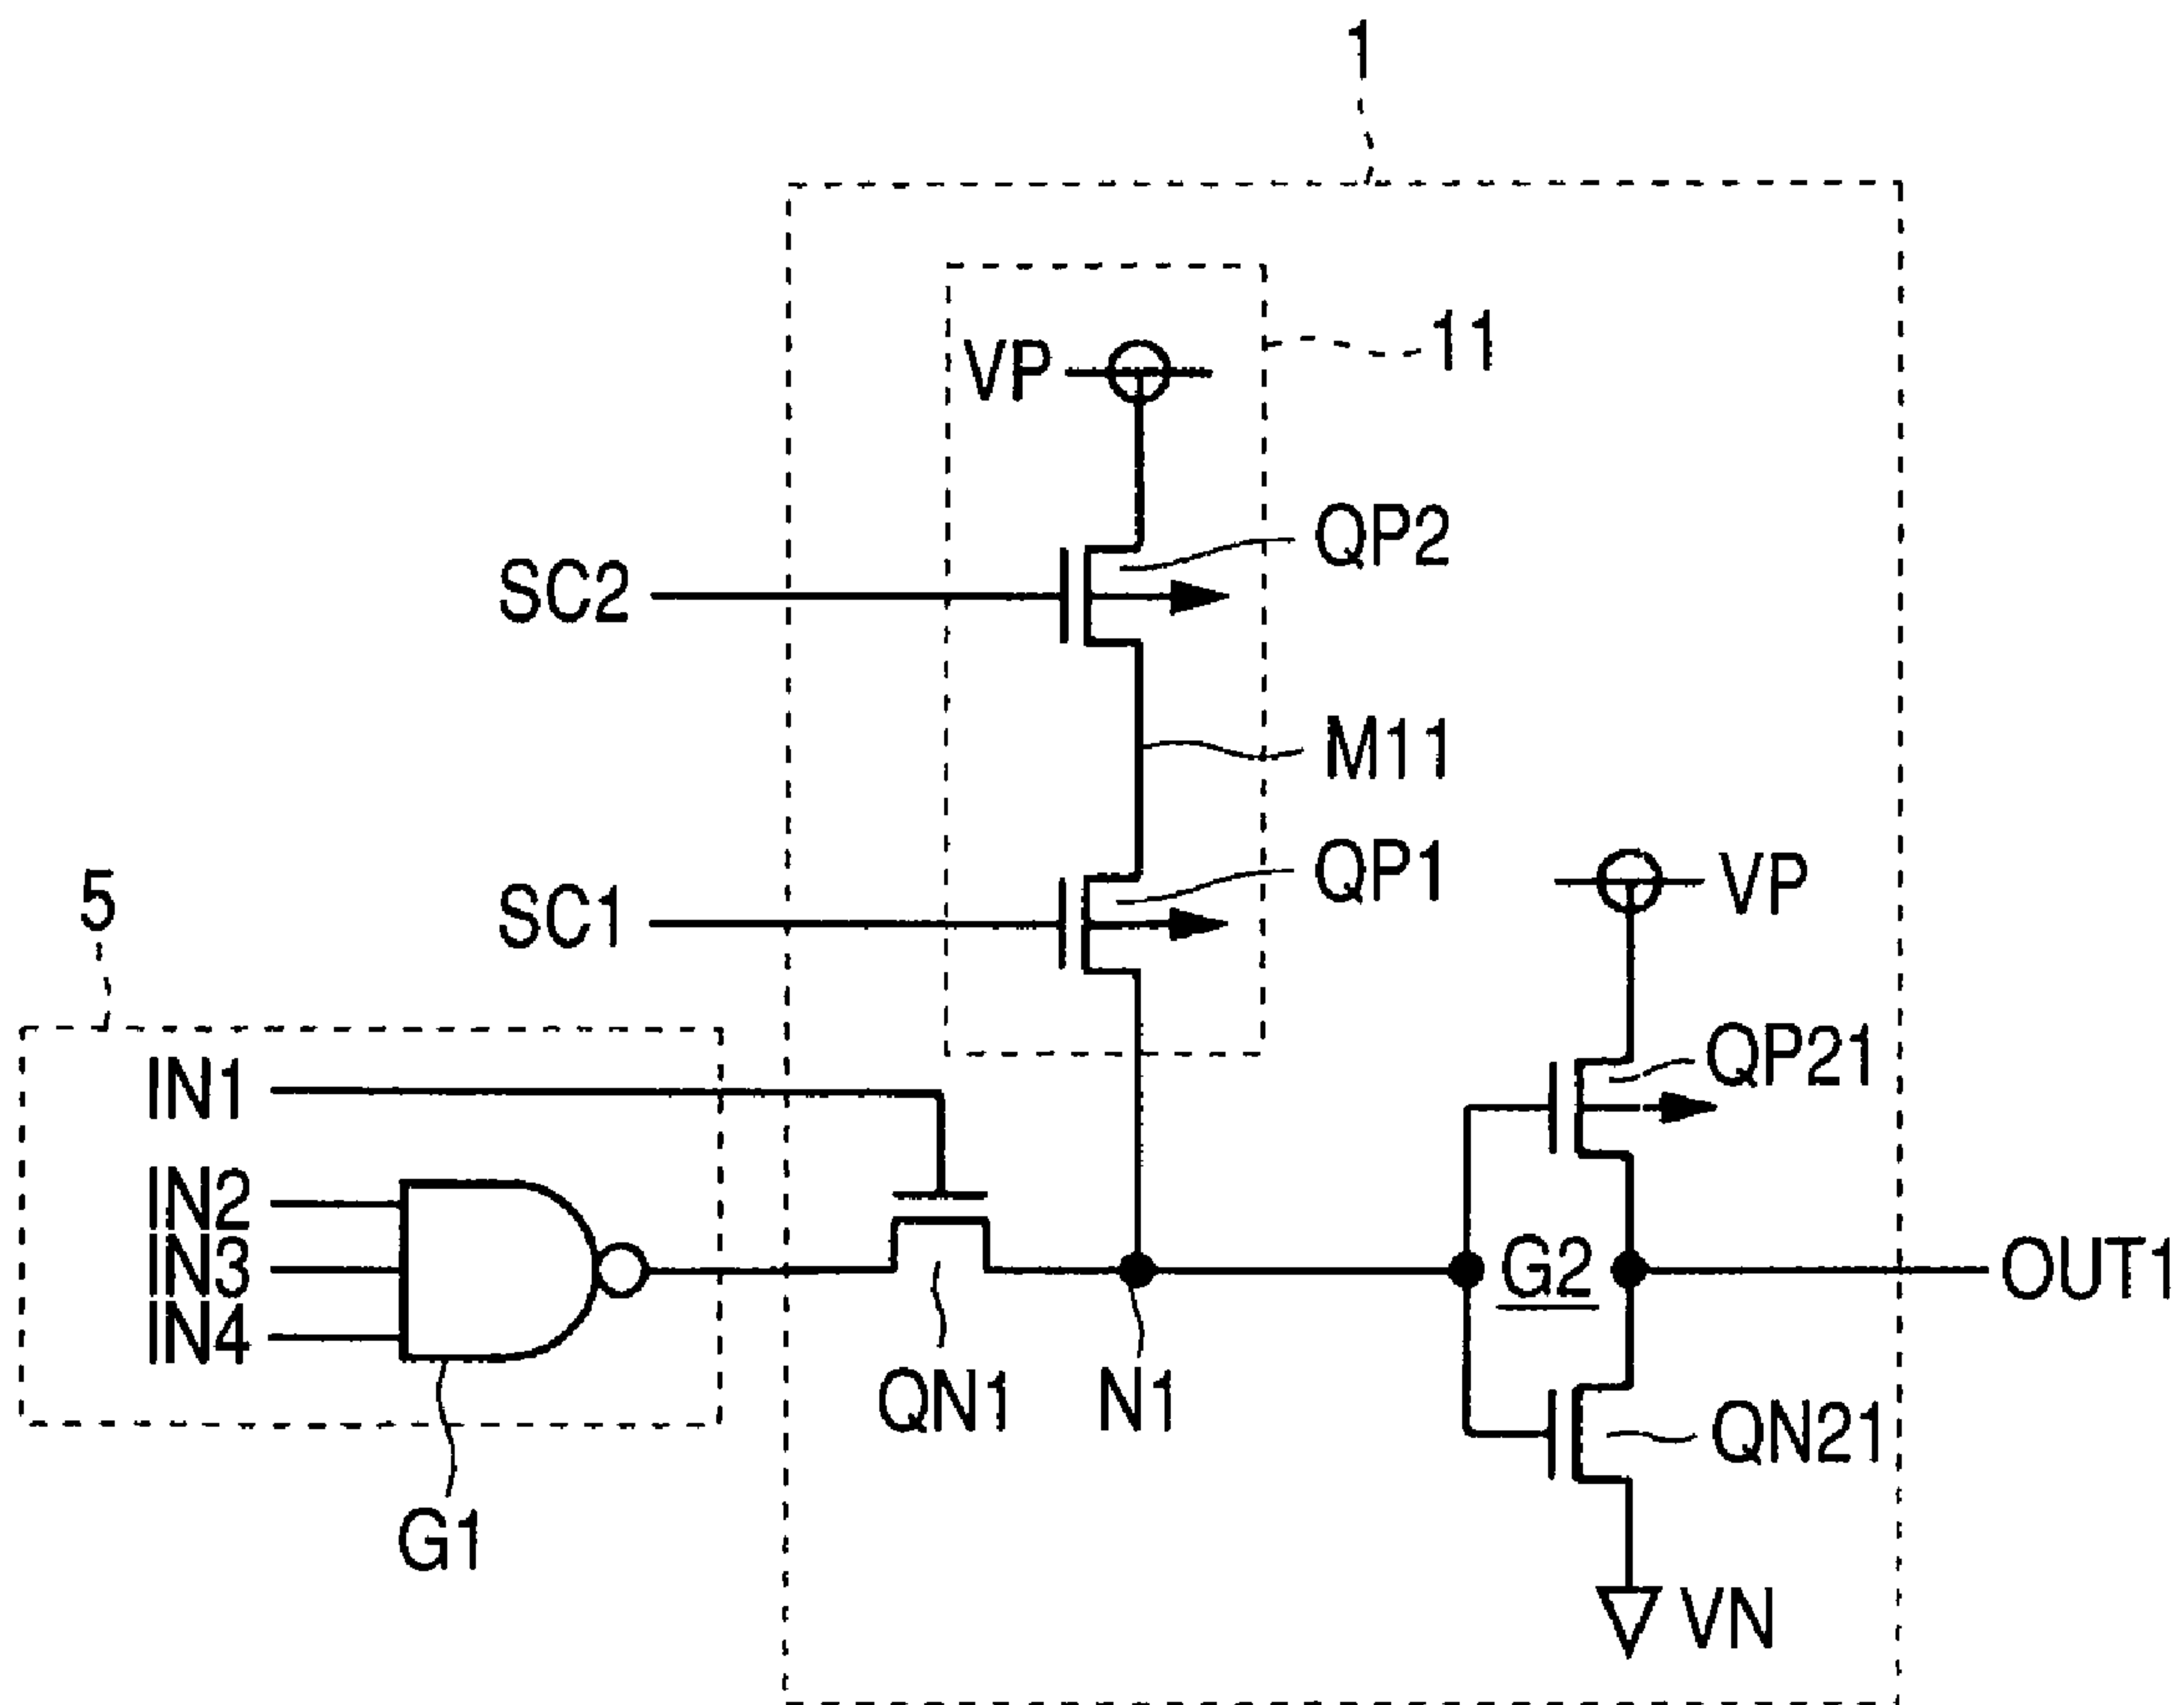 1
11
VP
QP2
SC2
M11
QP1
SC1
VP
5
QP21
IN1
IN2
IN3
IN4
G2
OUT1
QN1
N1
QN21
G1
VN